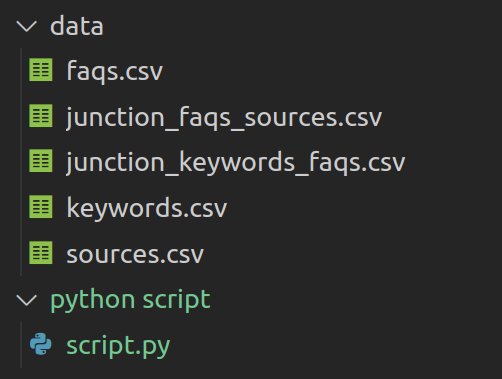 data
faqs.csv
junction_faqs_sources.csv
junction_keywords_faqs.csv
keywords.csv
sources.csv
python script
script.py